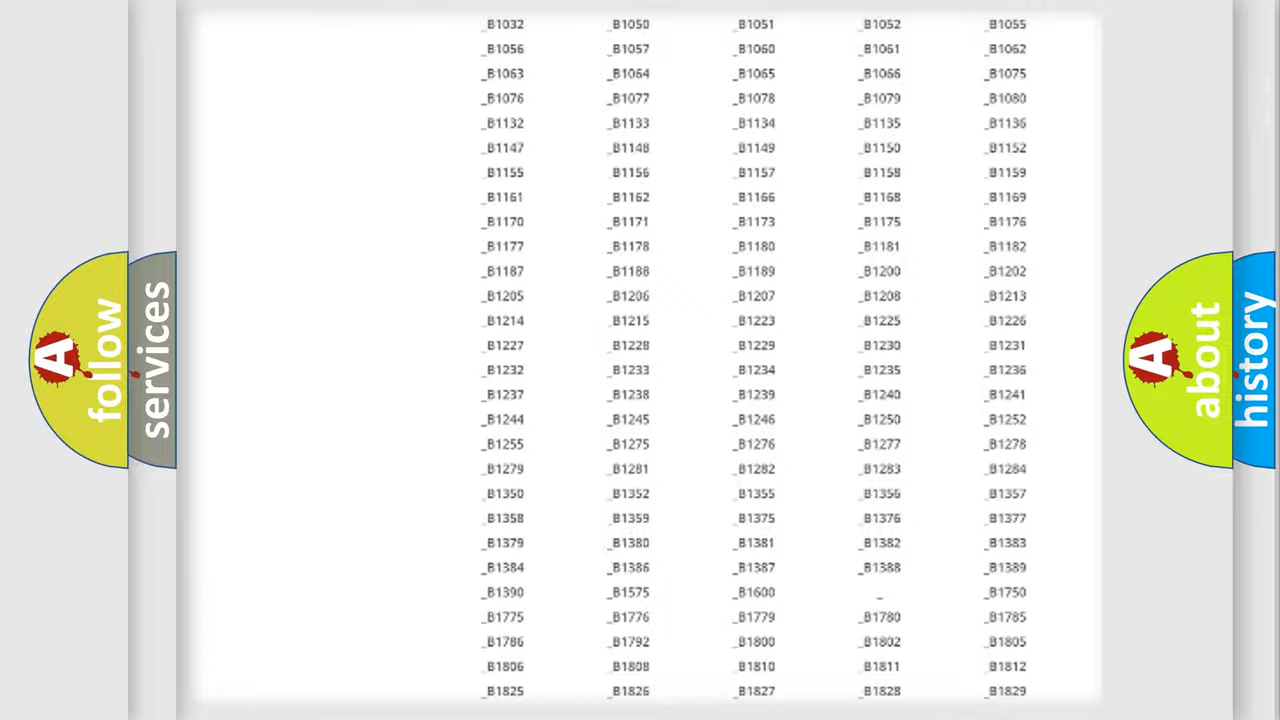 _B1032 _B1050 _B1051 _B1052 _B1055
_B1056 _B1057 _B1060 _B1061 _B1062
_B1063 _B1064 _B1065 _B1066 _B1075
_B1076 _B1077 _B1078 _B1079 _B1080
_B1132 _B1133 _B1134 _B1135 _B1136
_B1147 _B1148 _B1149 _B1150 _B1152
_B1155 _B1156 _B1157 _B1158 _B1159
_B1161 _B1162 _B1166 _B1168 _B1169
_B1170 _B1171 _B1173 _B1175 _B1176
_B1177 _B1178 _B1180 _B1181 _B1182
_B1187 _B1188 _B1189 _B1200 _B1202
_B1205 _B1206 _B1207 _B1208 _B1213
_B1214 _B1215 _B1223 _B1225 _B1226
_B1227 _B1228 _B1229 _B1230 _B1231
_B1232 _B1233 _B1234 _B1235 _B1236
_B1237 _B1238 _B1239 _B1240 _B1241
_B1244 _B1245 _B1246 _B1250 _B1252
_B1255 _B1275 _B1276 _B1277 _B1278
_B1279 _B1281 _B1282 _B1283 _B1284
_B1350 _B1352 _B1355 _B1356 _B1357
_B1358 _B1359 _B1375 _B1376 _B1377
_B1379 _B1380 _B1381 _B1382 _B1383
_B1384 _B1386 _B1387 _B1388 _B1389
_B1390 _B1575 _B1600 _ _B1750
_B1775 _B1776 _B1779 _B1780 _B1785
_B1786 _B1792 _B1800 _B1802 _B1805
_B1806 _B1808 _B1810 _B1811 _B1812
_B1825 _B1826 _B1827 _B1828 _B1829
A follow
services
A about
history